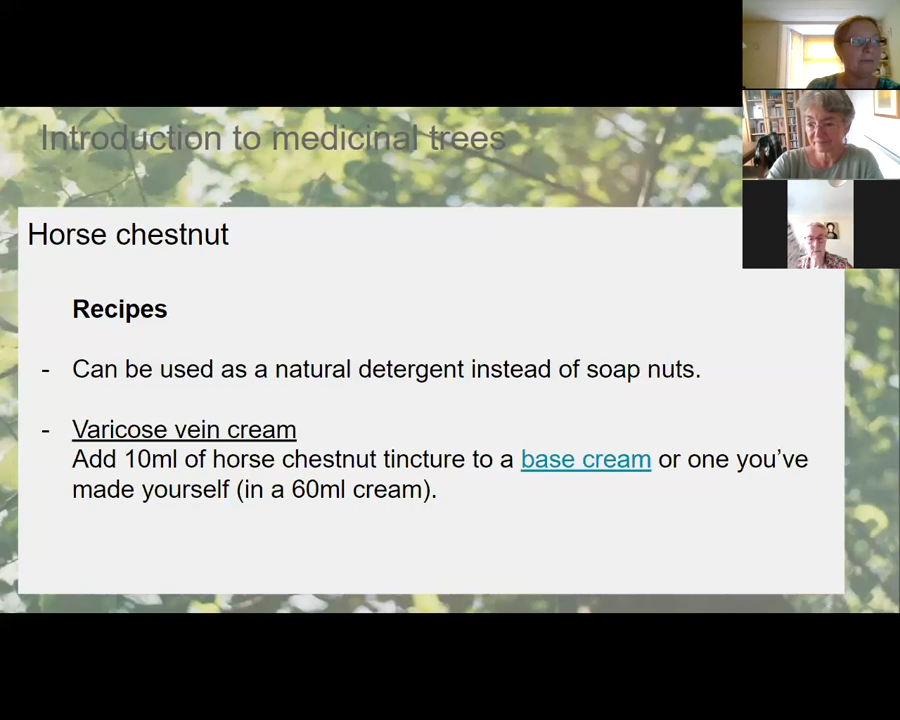 Introduction to medicinal trees
Horse chestnut
Recipes
- Can be used as a natural detergent instead of soap nuts.
- Varicose vein cream
Add 10ml of horse chestnut tincture to a base cream or one you’ve
made yourself (in a 60ml cream).